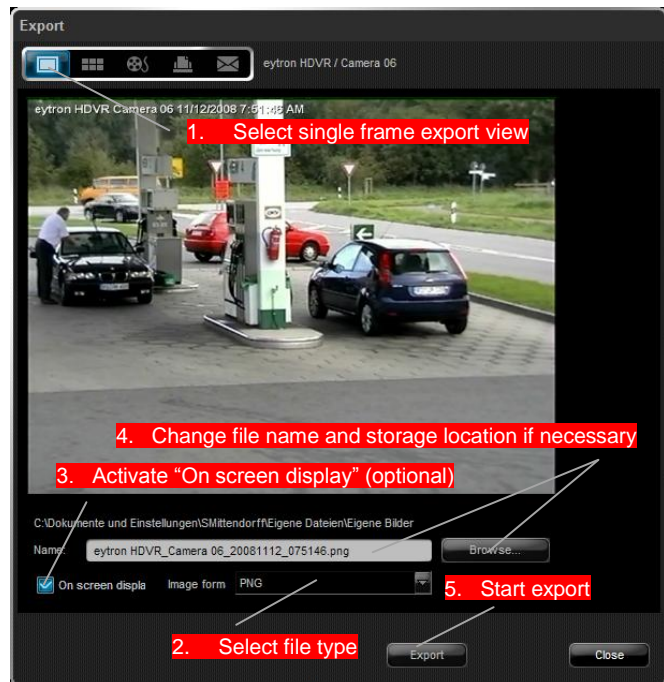 Export
eytron HDVR / Camera 06
eytron HDVR Camera 06 11/12/2008 7:51:46 AM
1. Select single frame export view
4. Change file name and storage location if necessary
3. Activate “On screen display” (optional)
C:\Dokumente und Einstellungen\SMittendorff\Eigene Dateien\Eigene Bilder
Name: eytron HDVR_Camera 06_20081112_075146.png Browse...
On screen displa Image form PNG
5. Start export
2. Select file type
Export Close